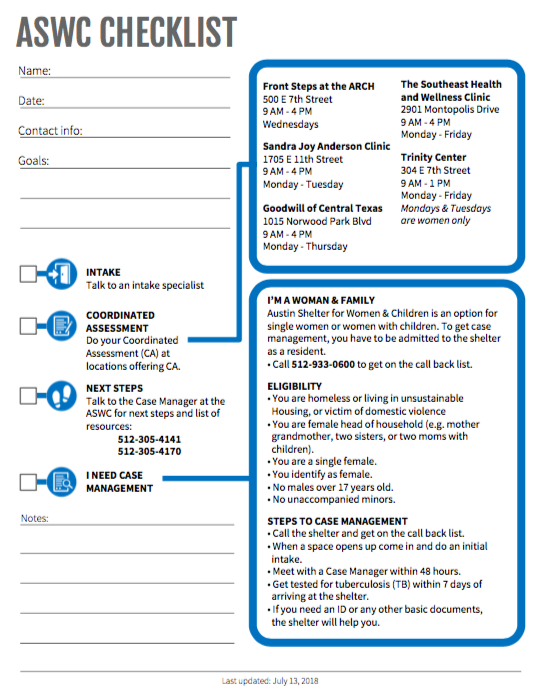 ASWC CHECKLIST
Name:
Date:
Contact info:
Goals:
Front Steps at the ARCH
500 E 7th Street
9 AM - 4 PM
Wednesdays
Sandra Joy Anderson Clinic
1705 E 11th Street
9 AM - 4 PM
Monday - Tuesday
Goodwill of Central Texas
1015 Norwood Park Blvd
9 AM - 4 PM
Monday - Thursday
The Southeast Health
and Wellness Clinic
2901 Montopolis Drive
9 AM - 4 PM
Monday - Friday
Trinity Center
304 E 7th Street
9 AM - 1 PM
Monday - Friday
Mondays & Tuesdays
are women only
INTAKE
Talk to an intake specialist
COORDINATED
ASSESSMENT
Do your Coordinated
Assessment (CA) at
locations offering CA.
NEXT STEPS
Talk to the Case Manager at the
ASWC for next steps and list of
resources:
512-305-4141
512-305-4170
I NEED CASE
MANAGEMENT
Notes:
I'M A WOMAN & FAMILY
Austin Shelter for Women & Children is an option for
single women or women with children. To get case
management, you have to be admitted to the shelter
as a resident.
• Call 512-933-0600 to get on the call back list.
ELIGIBILITY
• You are homeless or living in unsustainable
Housing, or victim of domestic violence
• You are female head of household (e.g. mother
grandmother, two sisters, or two moms with
children).
• You are a single female.
• You identify as female.
• No males over 17 years old.
• No unaccompanied minors.
STEPS TO CASE MANAGEMENT
• Call the shelter and get on the call back list.
• When a space opens up come in and do an initial
intake.
• Meet with a Case Manager within 48 hours.
• Get tested for tuberculosis (TB) within 7 days of
arriving at the shelter.
• If you need an ID or any other basic documents,
the shelter will help you.
Last updated: July 13, 2018